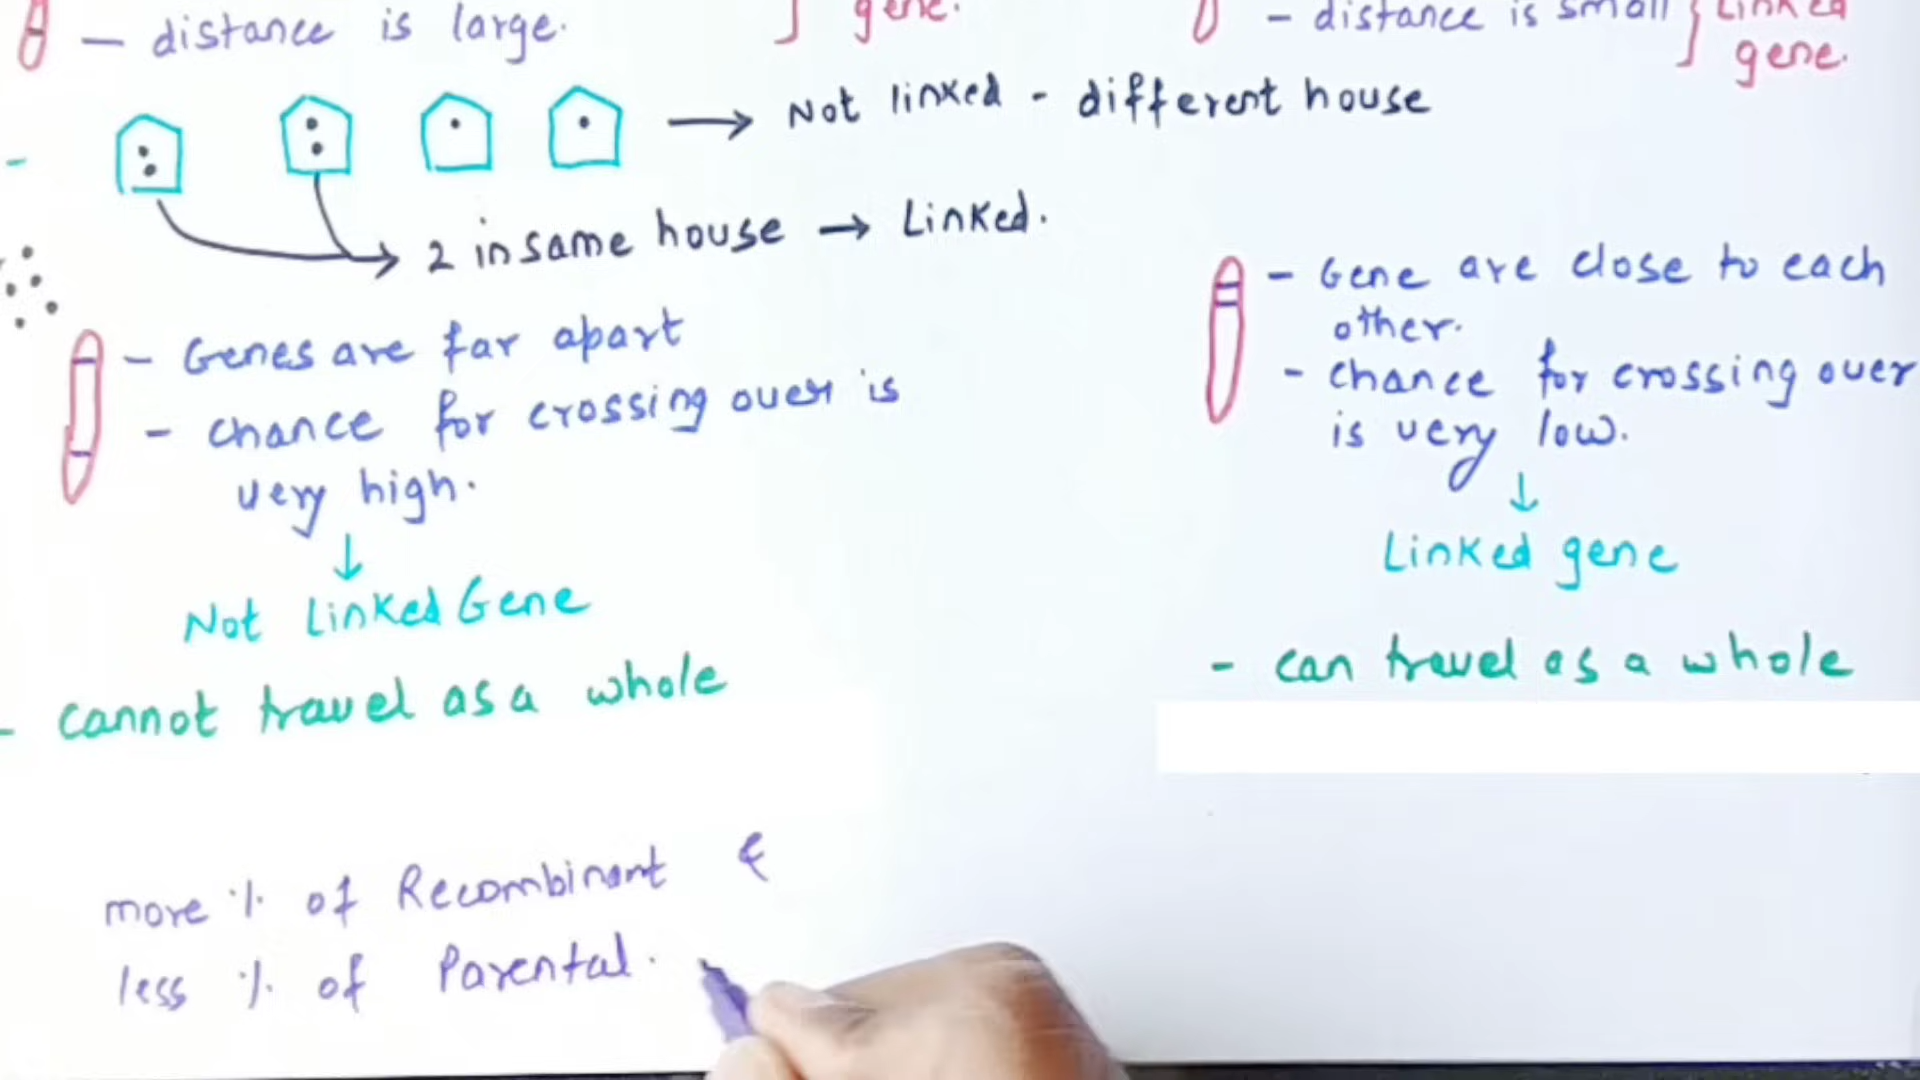 — distance is large.
gene.
- distance is small
Linked
gene.
Not linked - different house
2 in same house → Linked.
- Genes are far apart
- chance for crossing over is
very high.
↓
Not Linked Gene
- cannot travel as a whole
more % of Recombinant &
less % of Parental.
- Gene are close to each
other.
- chance for crossing over
is very low.
↓
Linked gene
- can travel as a whole